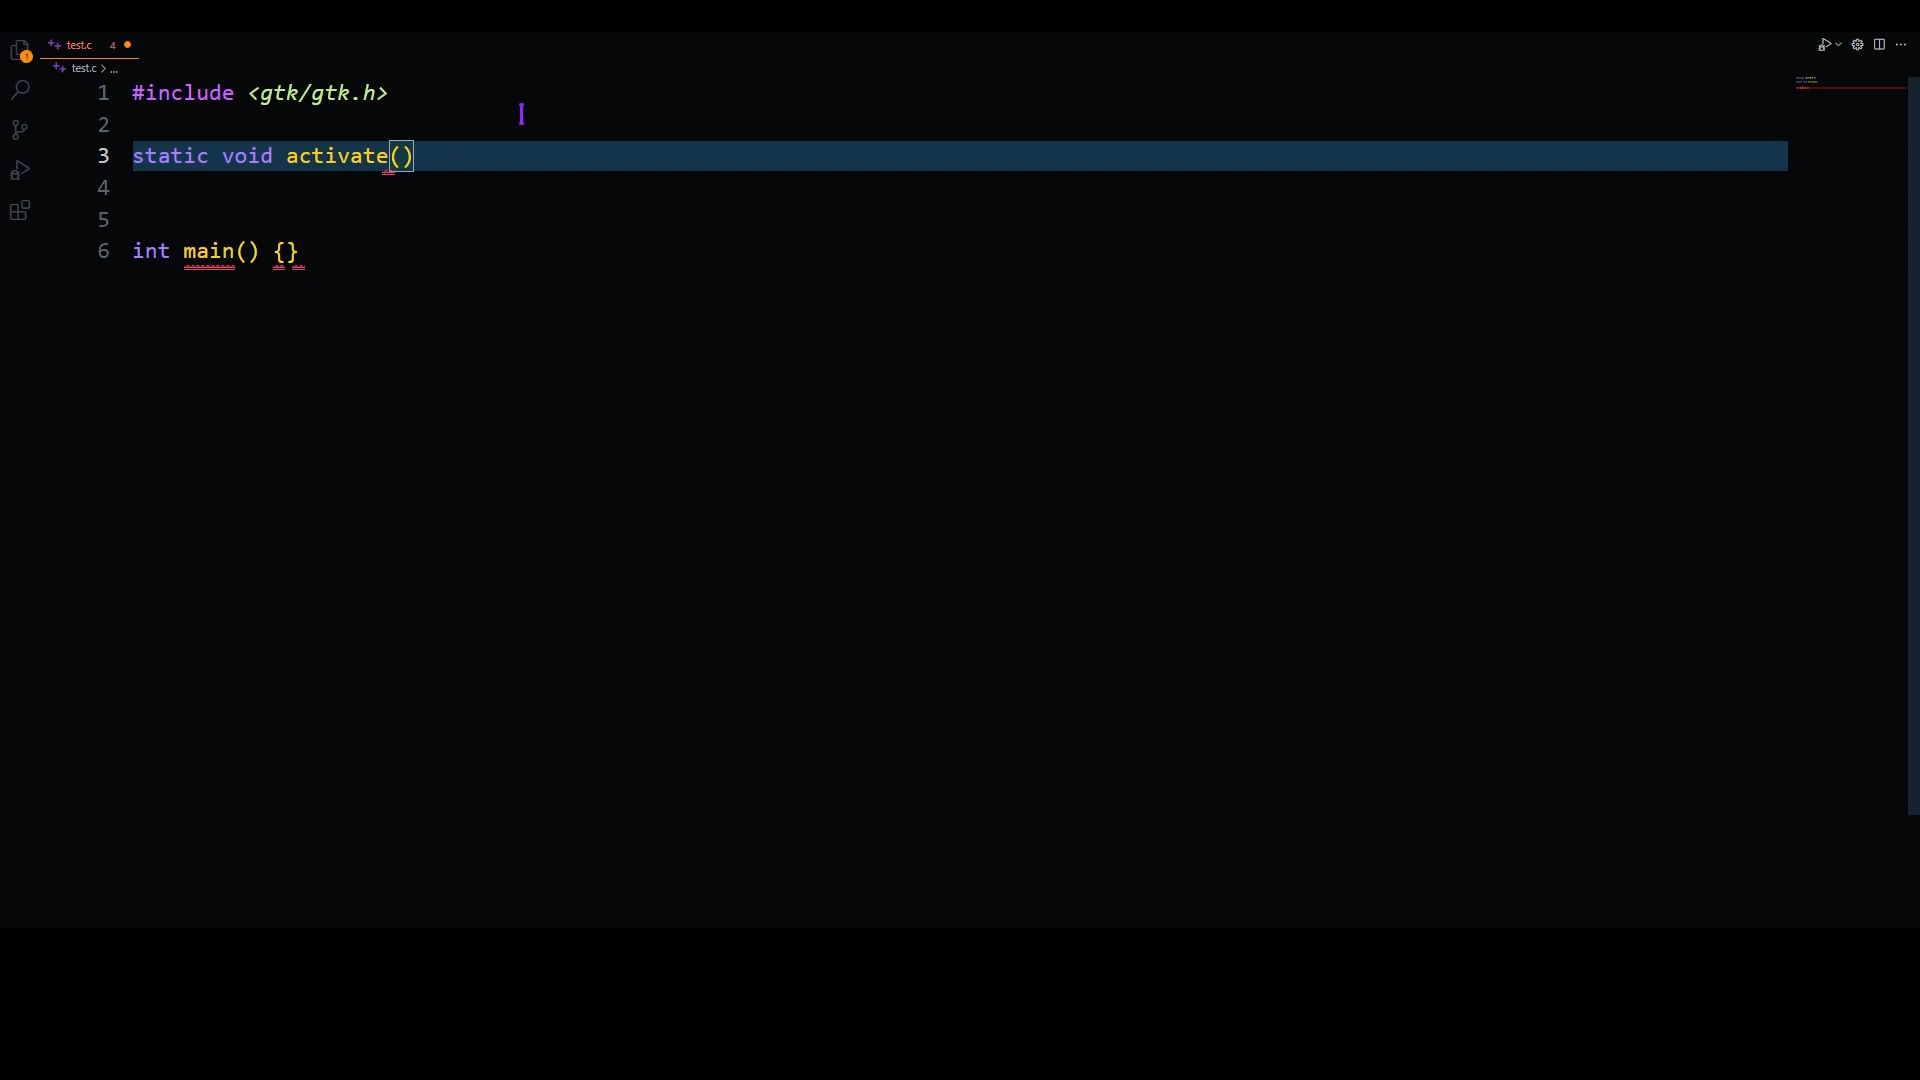 test.c 4
test.c > ...
1 #include <gtk/gtk.h>
2
3 static void activate()
4
5
6 int main() {}